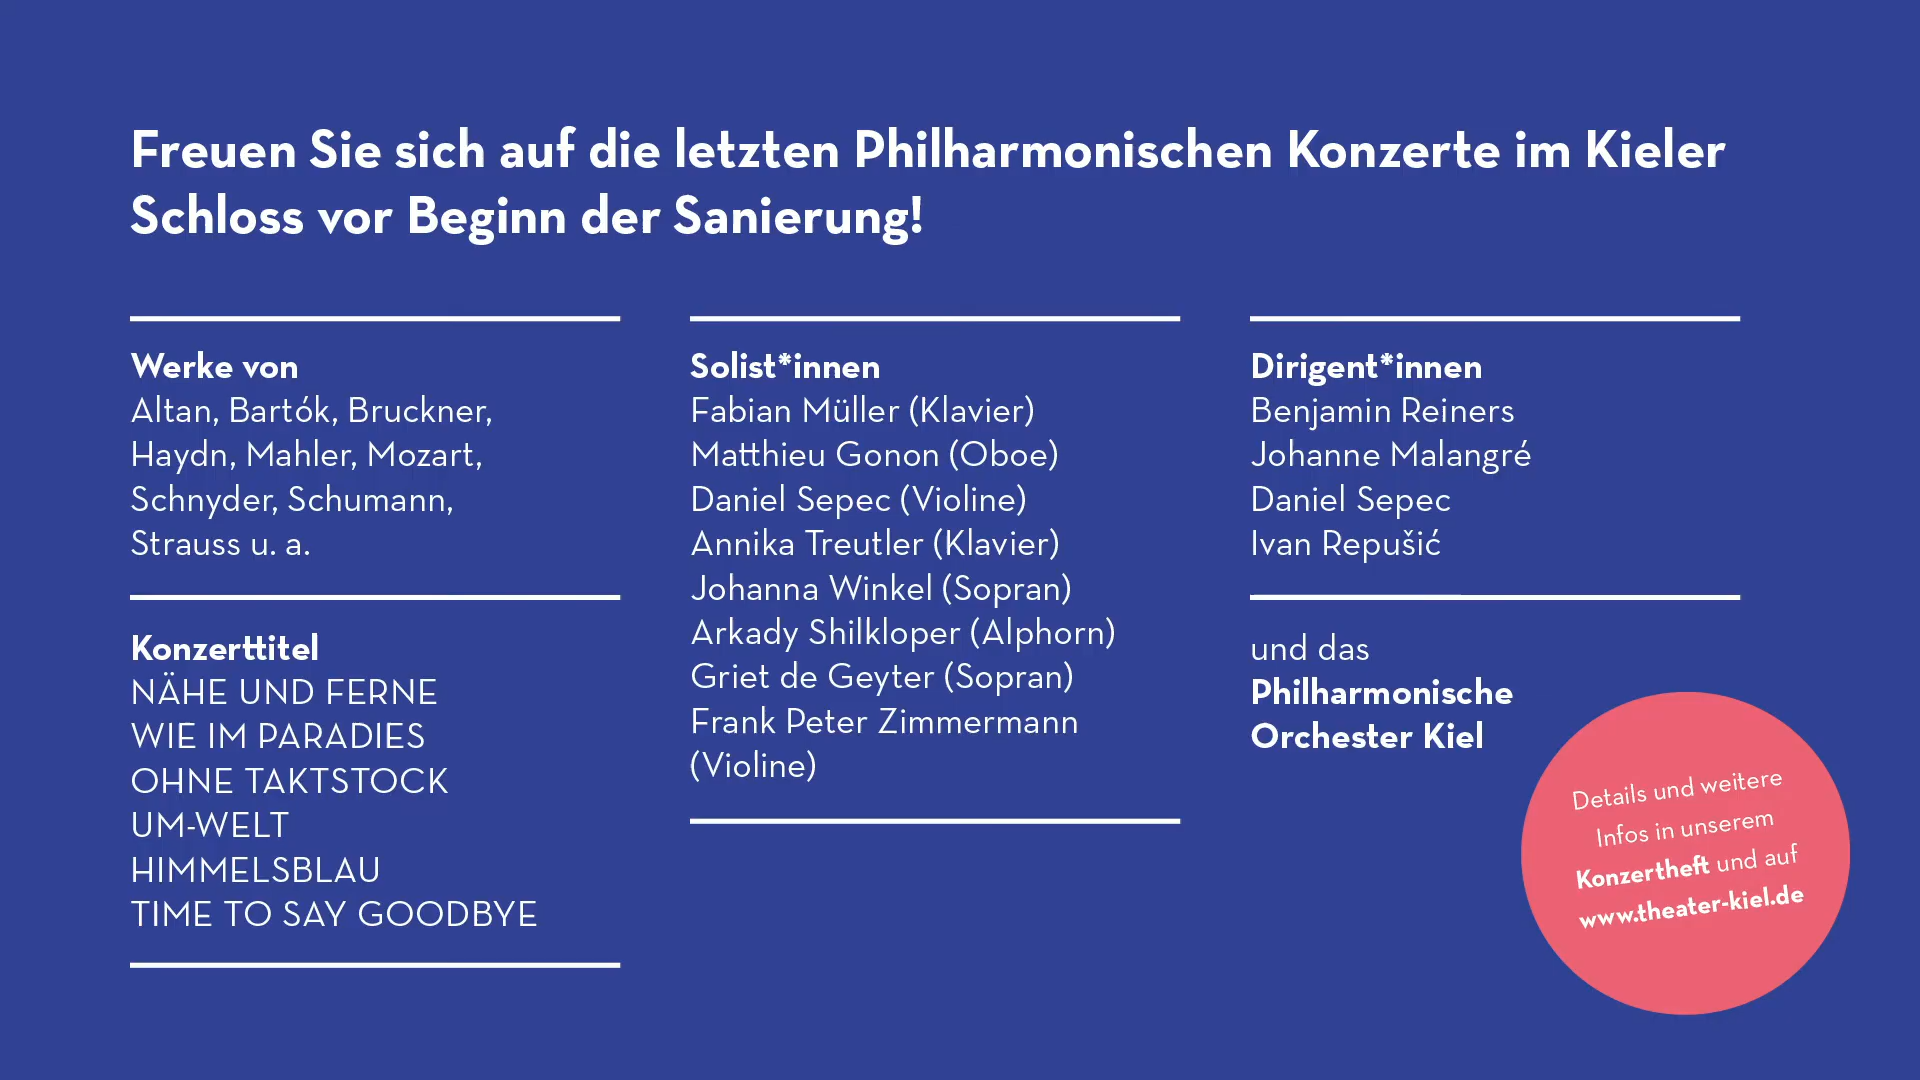 Freuen Sie sich auf die letzten Philharmonischen Konzerte im Kieler
Schloss vor Beginn der Sanierung!
Werke von
Altan, Bartók, Bruckner,
Haydn, Mahler, Mozart,
Schnyder, Schumann,
Strauss u. a.
Konzerttitel
NÄHE UND FERNE
WIE IM PARADIES
OHNE TAKTSTOCK
UM-WELT
HIMMELSBLAU
TIME TO SAY GOODBYE
Solist*innen
Fabian Müller (Klavier)
Matthieu Gonon (Oboe)
Daniel Sepec (Violine)
Annika Treutler (Klavier)
Johanna Winkel (Sopran)
Arkady Shilkloper (Alphorn)
Griet de Geyter (Sopran)
Frank Peter Zimmermann
(Violine)
Dirigent*innen
Benjamin Reiners
Johanne Malangré
Daniel Sepec
Ivan Repušić
und das
Philharmonische
Orchester Kiel
Details und weitere
Infos in unserem
Konzertheft und auf
www.theater-kiel.de